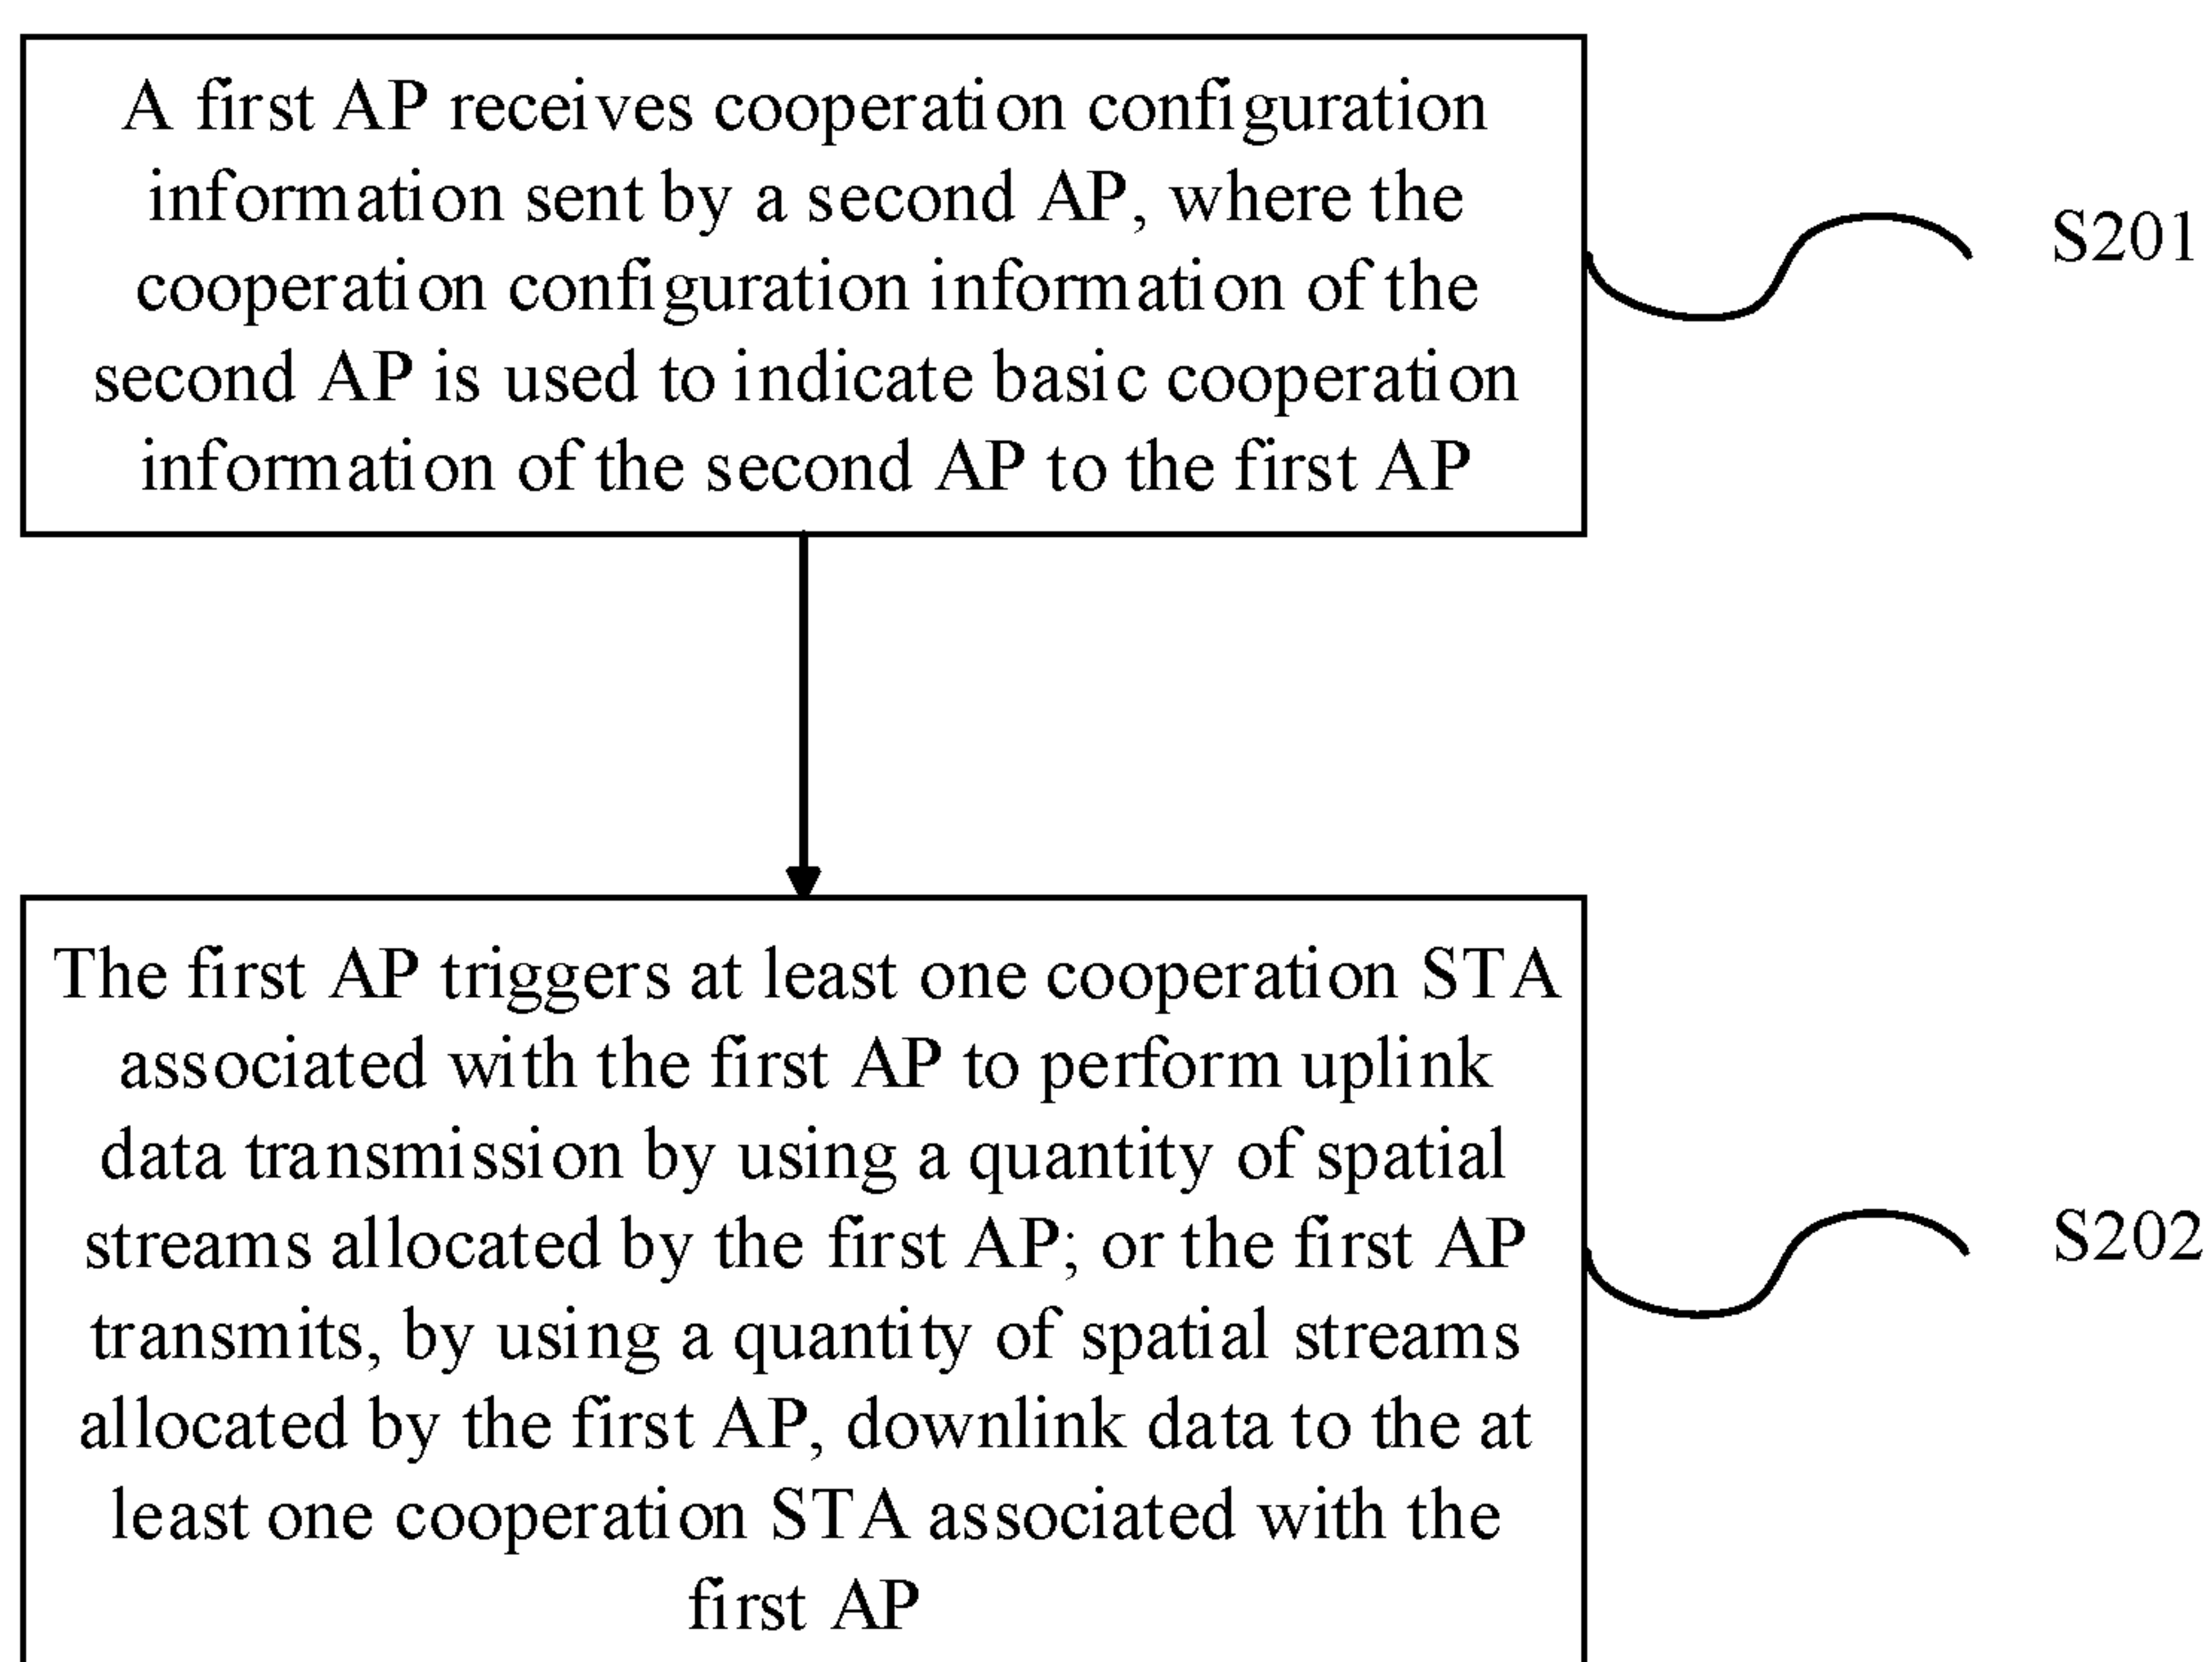 A first AP receives cooperation configuration
information sent by a second AP, where the
cooperation configuration information of the
second AP is used to indicate basic cooperation
information of the second AP to the first AP
S201
The first AP triggers at least one cooperation STA
associated with the first AP to perform uplink
data transmission by using a quantity of spatial
streams allocated by the first AP; or the first AP
transmits, by using a quantity of spatial streams
allocated by the first AP, downlink data to the at
least one cooperation STA associated with the
first AP
S202